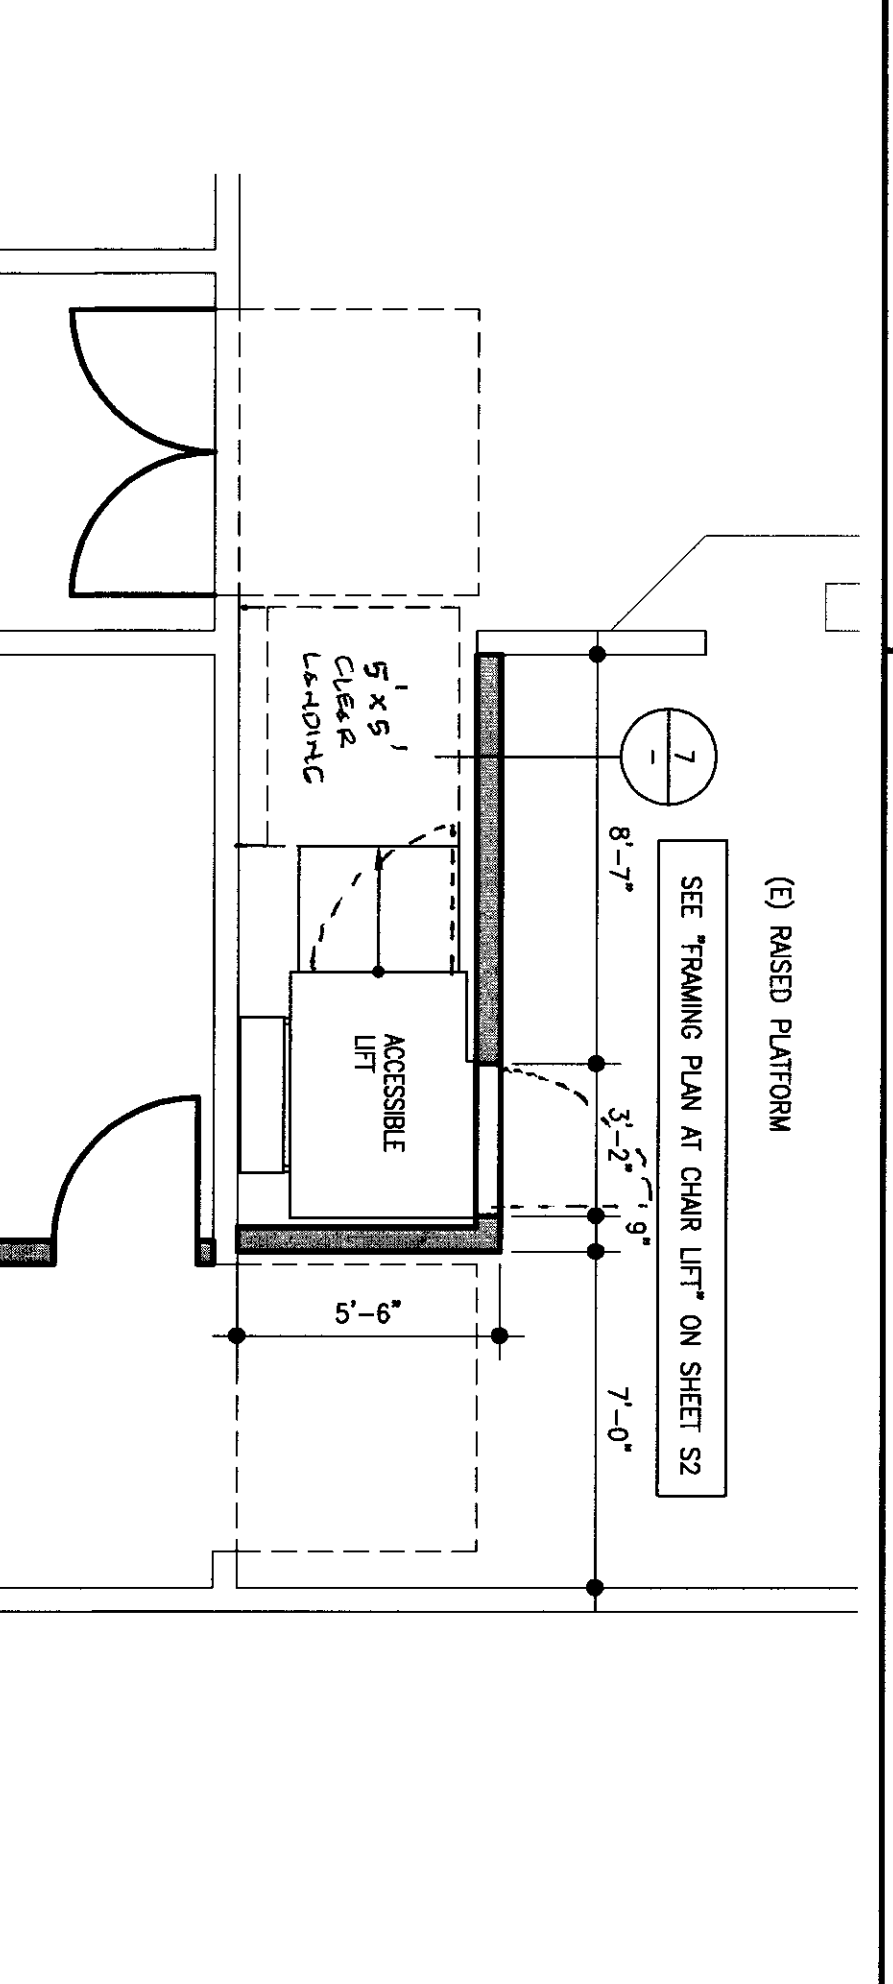 (E) RAISED PLATFORM
SEE "FRAMING PLAN AT CHAIR LIFT" ON SHEET S2
7
-
8'-7"
3'-2"
9"
7'-0"
5' x 5'
CLEAR
LANDING
ACCESSIBLE
LIFT
5'-6"